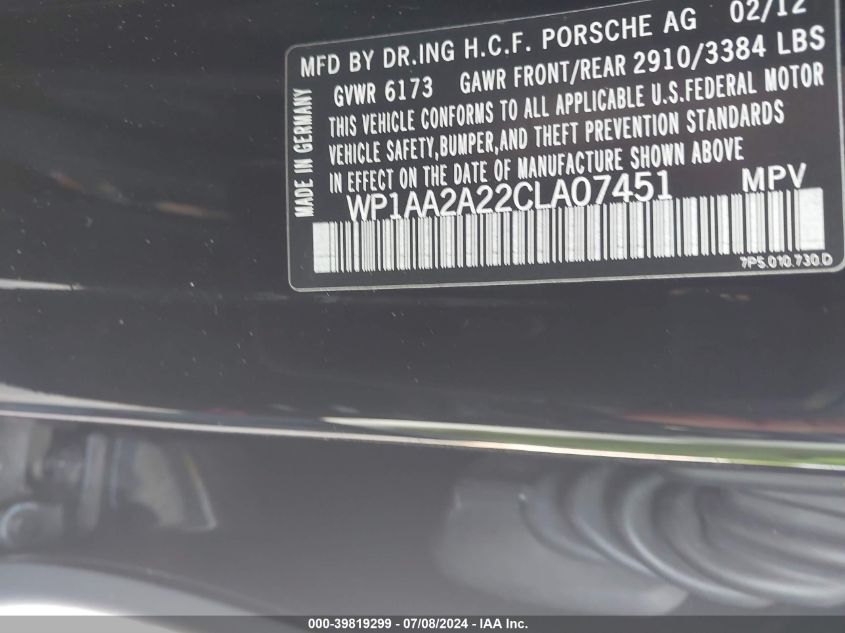 MFD BY DR.ING H.C.F. PORSCHE AG 02/12
GVWR 6173 GAWR FRONT/REAR 2910/3384 LBS
THIS VEHICLE CONFORMS TO ALL APPLICABLE U.S.FEDERAL MOTOR
VEHICLE SAFETY,BUMPER,AND THEFT PREVENTION STANDARDS
IN EFFECT ON THE DATE OF MANUFACTURE SHOWN ABOVE
MADE IN GERMANY
WP1AA2A22CLA07451 MPV
7P5.010.730.D
000-39819299 - 07/08/2024 - IAA Inc.